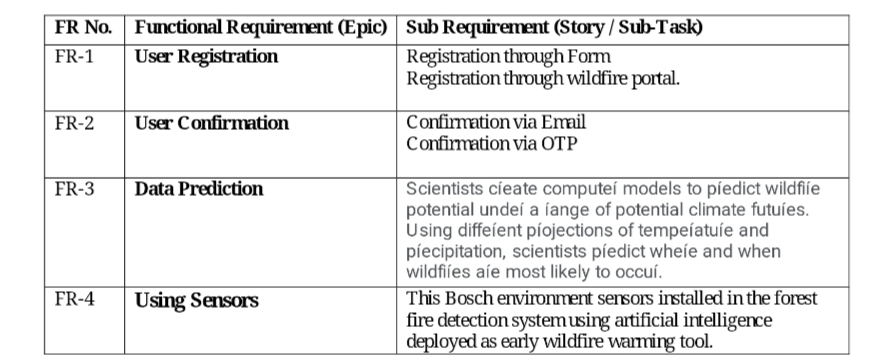 FR No. Functional Requirement (Epic) Sub Requirement (Story / Sub-Task)
FR-1 User Registration Registration through Form
Registration through wildfire portal.
FR-2 User Confirmation Confirmation via Email
Confirmation via OTP
FR-3 Data Prediction Scientists cíeate computeí models to píedict wildfiíe
potential undeí a íange of potential climate futuíes.
Using diffeíent píojections of tempeíatuíe and
píecipitation, scientists píedict wheíe and when
wildfiíes aíe most likely to occuí.
FR-4 Using Sensors This Bosch environment sensors installed in the forest
fire detection system using artificial intelligence
deployed as early wildfire warning tool.